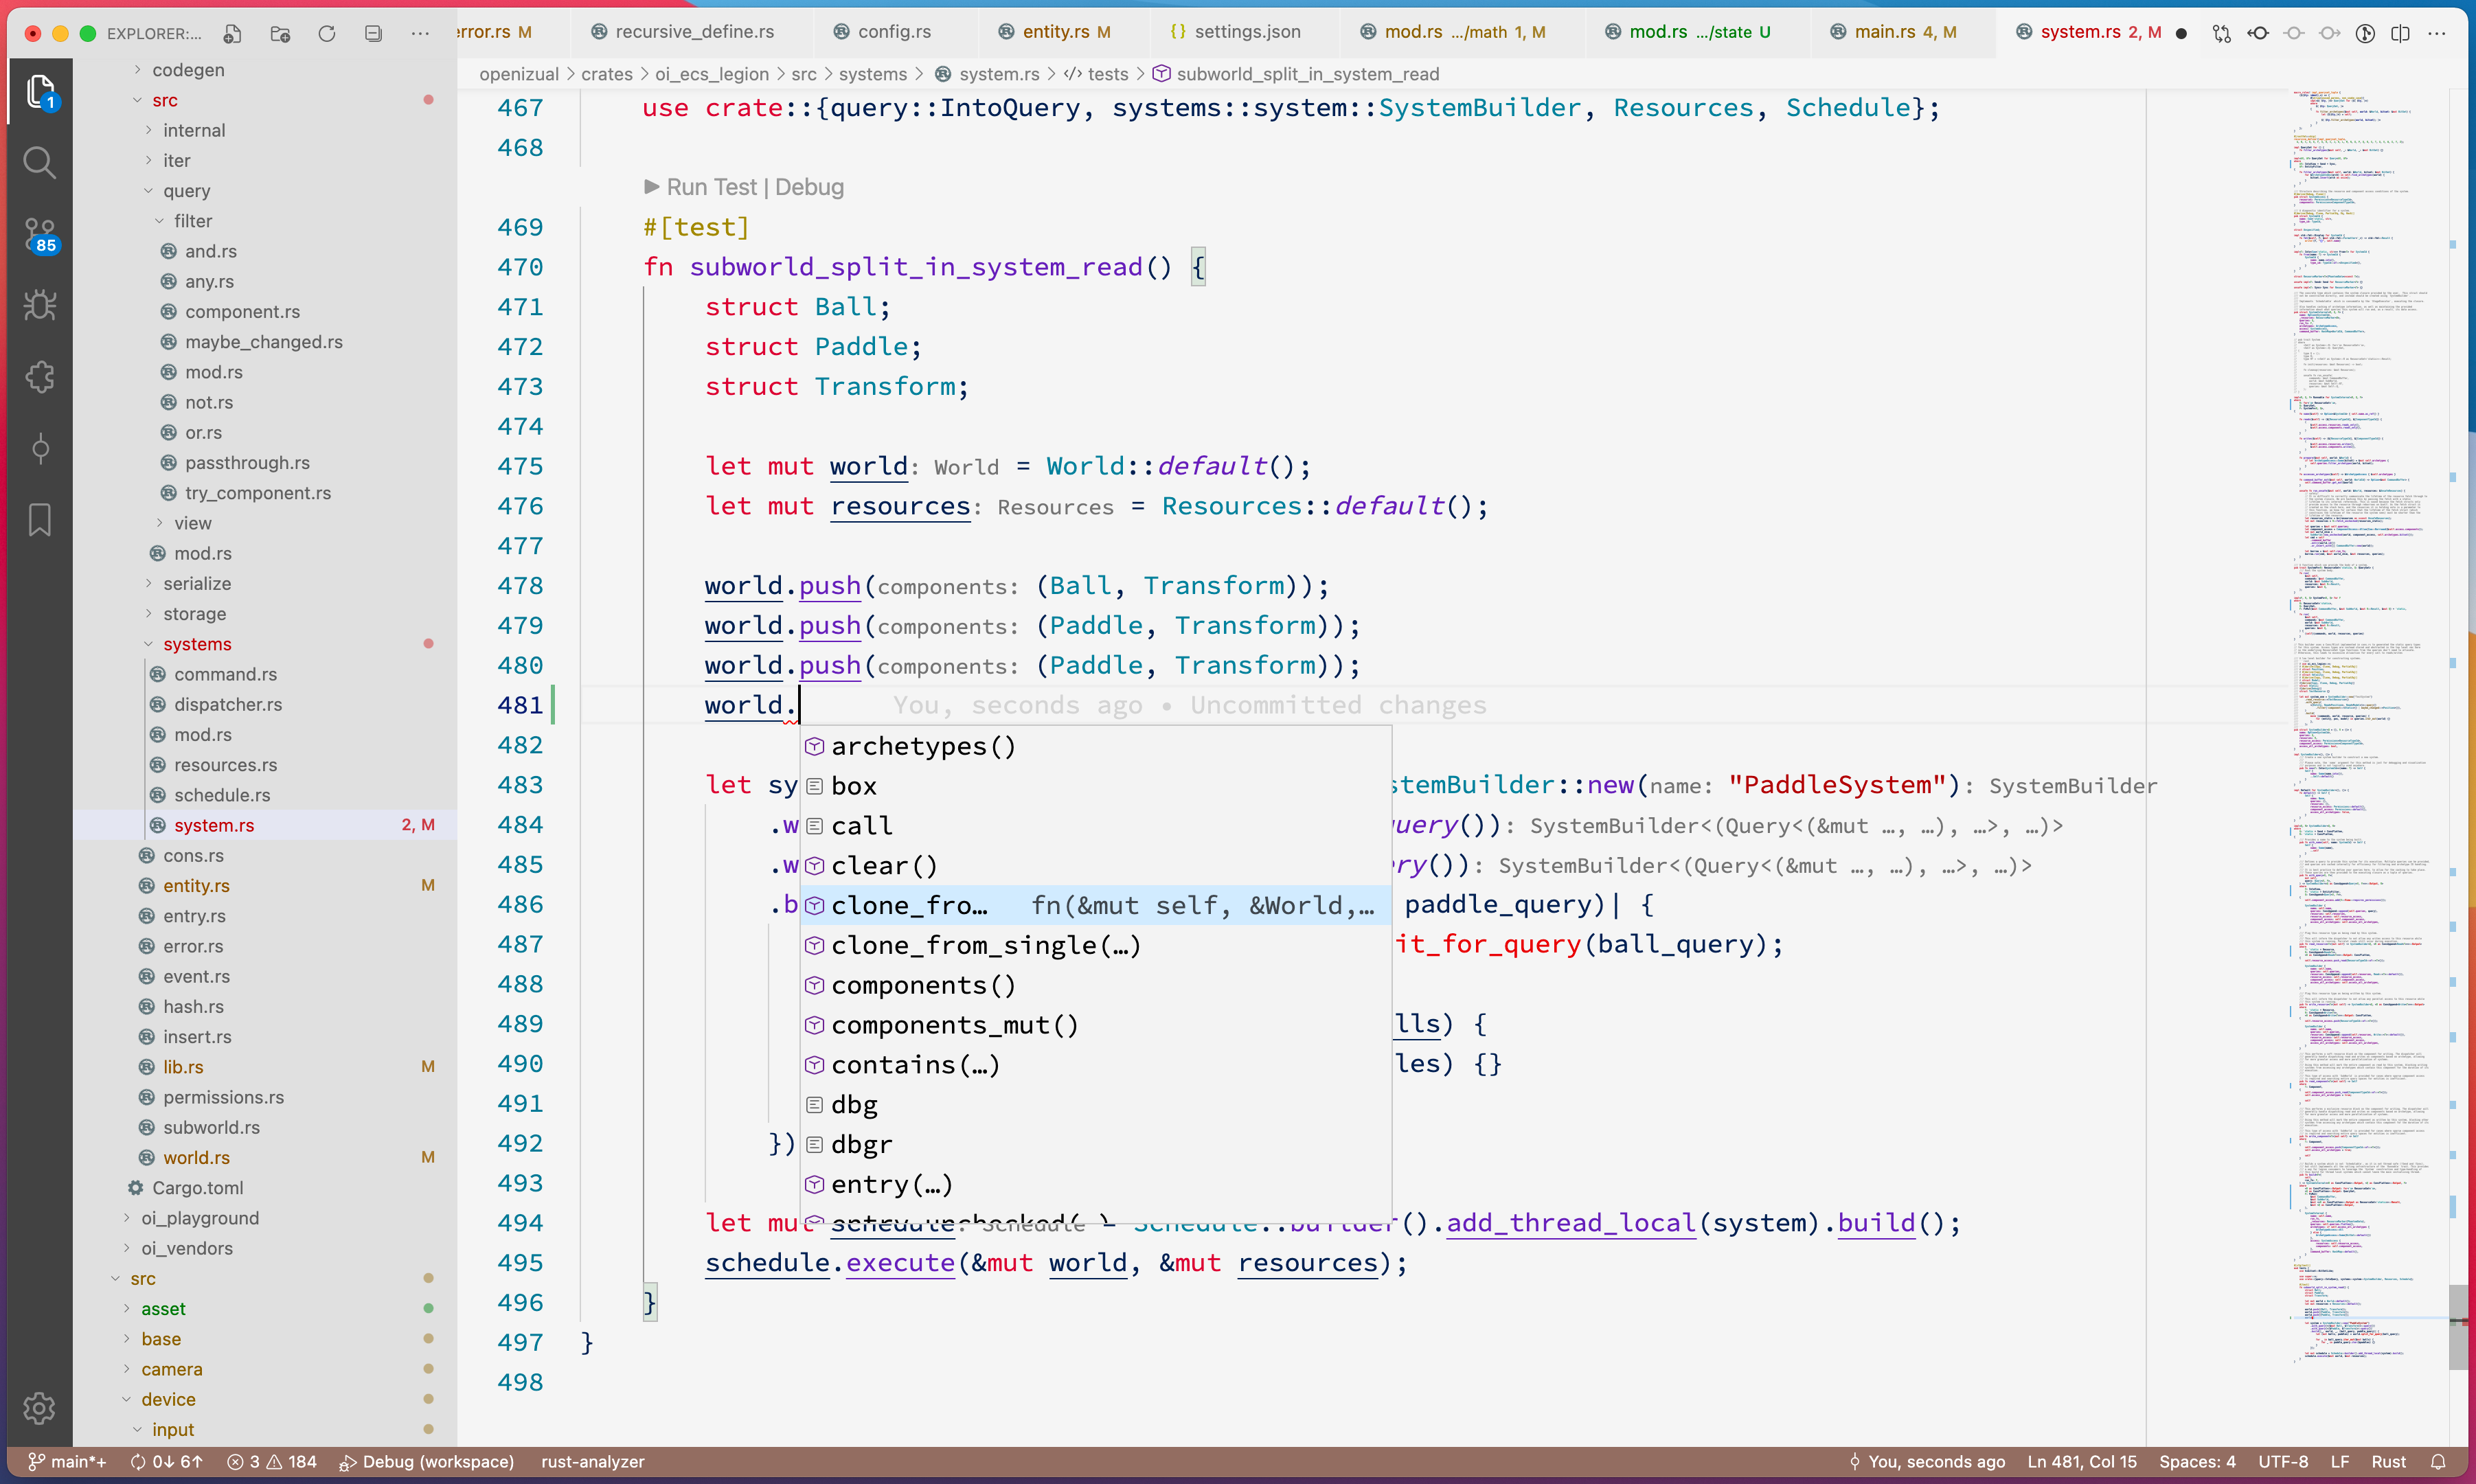 EXPLORER:...
error.rs M
recursive_define.rs
config.rs
entity.rs M
{} settings.json
mod.rs .../math 1, M
mod.rs .../state U
main.rs 4, M
system.rs 2, M
openizual > crates > oi_ecs_legion > src > systems > system.rs > tests > subworld_split_in_system_read
1
85
codegen
src
internal
iter
query
filter
and.rs
any.rs
component.rs
maybe_changed.rs
mod.rs
not.rs
or.rs
passthrough.rs
try_component.rs
view
mod.rs
serialize
storage
systems
command.rs
dispatcher.rs
mod.rs
resources.rs
schedule.rs
system.rs 2, M
cons.rs
entity.rs M
entry.rs
error.rs
event.rs
hash.rs
insert.rs
lib.rs M
permissions.rs
subworld.rs
world.rs M
Cargo.toml
oi_playground
oi_vendors
src
asset
base
camera
device
input
467 use crate::{query::IntoQuery, systems::system::SystemBuilder, Resources, Schedule};
468
Run Test | Debug
469 #[test]
470 fn subworld_split_in_system_read() {
471 struct Ball;
472 struct Paddle;
473 struct Transform;
474
475 let mut world: World = World::default();
476 let mut resources: Resources = Resources::default();
477
478 world.push(components: (Ball, Transform));
479 world.push(components: (Paddle, Transform));
480 world.push(components: (Paddle, Transform));
481 world. You, seconds ago • Uncommitted changes
482
483 let sy stemBuilder::new(name: "PaddleSystem"): SystemBuilder
484 .w uery()): SystemBuilder<(Query<(&mut …, …), …>, …)>
485 .w ry()): SystemBuilder<(Query<(&mut …, …), …>, …)>
486 .b paddle_query)| {
487 it_for_query(ball_query);
488
489 lls) {
490 les) {}
491
492 })
493
494 let mut schedule: Schedule = Schedule::builder().add_thread_local(system).build();
495 schedule.execute(&mut world, &mut resources);
496 }
497 }
498
archetypes()
box
call
clear()
clone_fro… fn(&mut self, &World,…
clone_from_single(…)
components()
components_mut()
contains(…)
dbg
dbgr
entry(…)
main*+
0↓ 6↑
3 184
Debug (workspace)
rust-analyzer
You, seconds ago
Ln 481, Col 15
Spaces: 4
UTF-8
LF
Rust